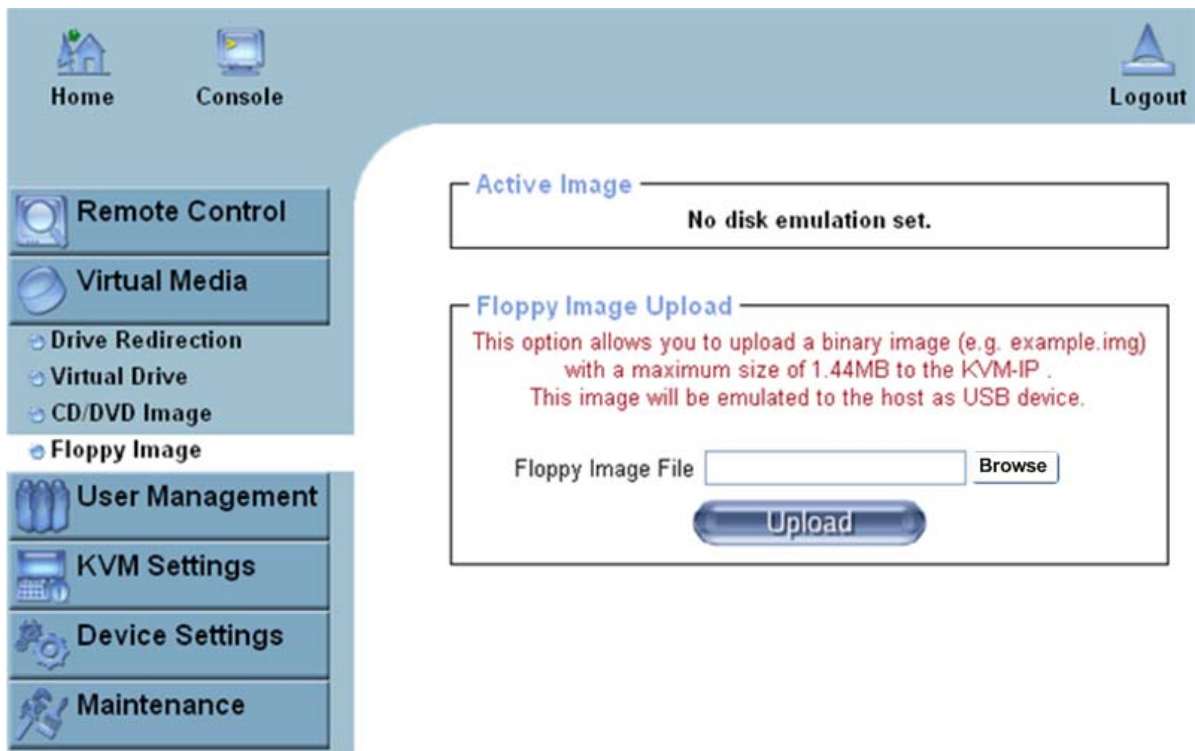 Home
Console
Logout
Remote Control
Virtual Media
Drive Redirection
Virtual Drive
CD/DVD Image
Floppy Image
User Management
KVM Settings
Device Settings
Maintenance
Active Image
No disk emulation set.
Floppy Image Upload
This option allows you to upload a binary image (e.g. example.img)
with a maximum size of 1.44MB to the KVM-IP .
This image will be emulated to the host as USB device.
Floppy Image File
Browse
Upload